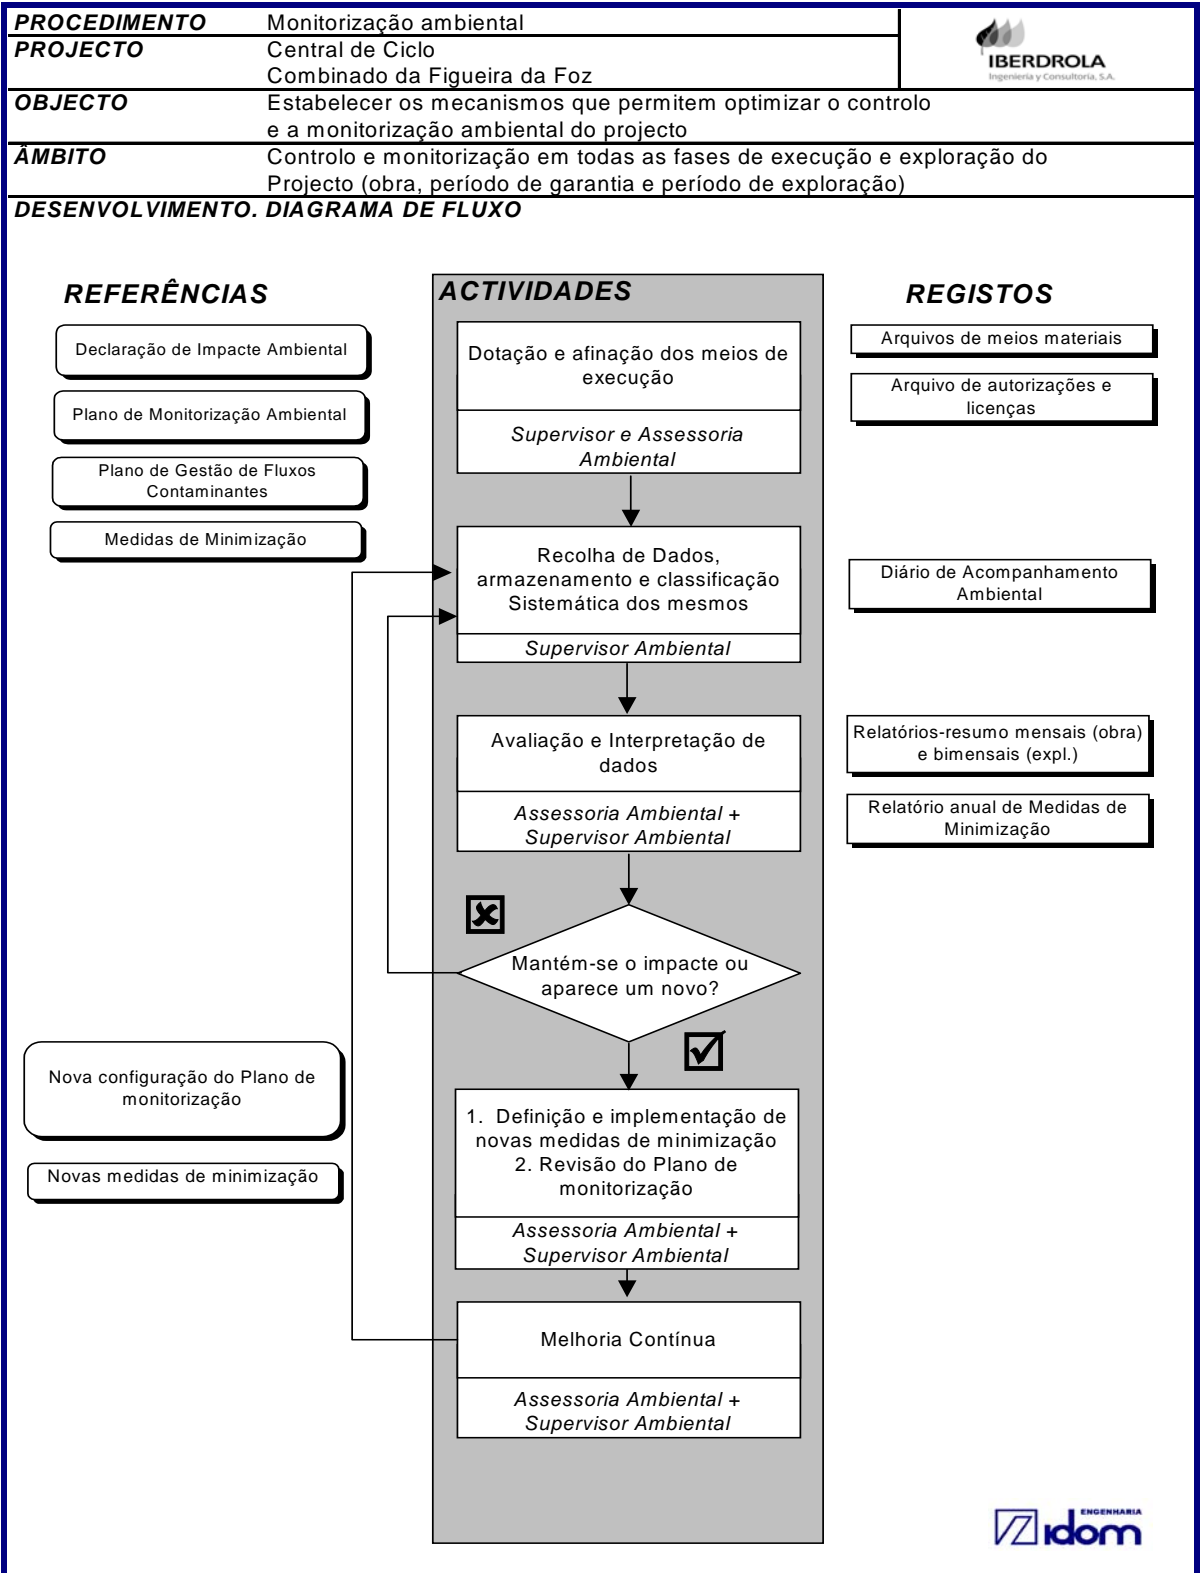 PROCEDIMENTO Monitorização ambiental
PROJECTO Central de Ciclo
Combinado da Figueira da Foz
IBERDROLA
Ingeniería y Consultoría, S.A.
OBJECTO Estabelecer os mecanismos que permitem optimizar o controlo
e a monitorização ambiental do projecto
ÂMBITO Controlo e monitorização em todas as fases de execução e exploração do
Projecto (obra, período de garantia e período de exploração)
DESENVOLVIMENTO. DIAGRAMA DE FLUXO
REFERÊNCIAS
Declaração de Impacte Ambiental
Plano de Monitorização Ambiental
Plano de Gestão de Fluxos
Contaminantes
Medidas de Minimização
Nova configuração do Plano de
monitorização
Novas medidas de minimização
ACTIVIDADES
Dotação e afinação dos meios de
execução
Supervisor e Assessoria
Ambiental
Recolha de Dados,
armazenamento e classificação
Sistemática dos mesmos
Supervisor Ambiental
Avaliação e Interpretação de
dados
Assessoria Ambiental +
Supervisor Ambiental
Mantém-se o impacte ou
aparece um novo?
1. Definição e implementação de
novas medidas de minimização
2. Revisão do Plano de
monitorização
Assessoria Ambiental +
Supervisor Ambiental
Melhoria Contínua
Assessoria Ambiental +
Supervisor Ambiental
REGISTOS
Arquivos de meios materiais
Arquivo de autorizações e
licenças
Diário de Acompanhamento
Ambiental
Relatórios-resumo mensais (obra)
e bimensais (expl.)
Relatório anual de Medidas de
Minimização
ENGENHARIA
idom